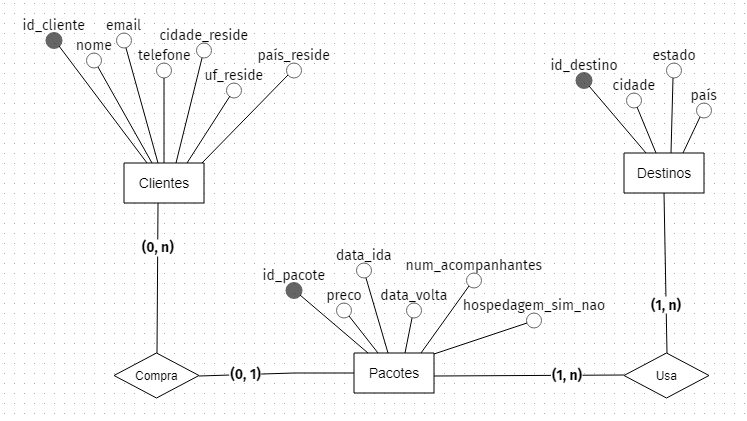 id_cliente
email
nome
cidade_reside
telefone
país_reside
uf_reside
Clientes
id_destino
estado
cidade
país
Destinos
(0, n)
data_ida
num_acompanhantes
id_pacote
preco
data_volta
hospedagem_sim_nao
(1, n)
Compra
(0, 1)
Pacotes
(1, n)
Usa